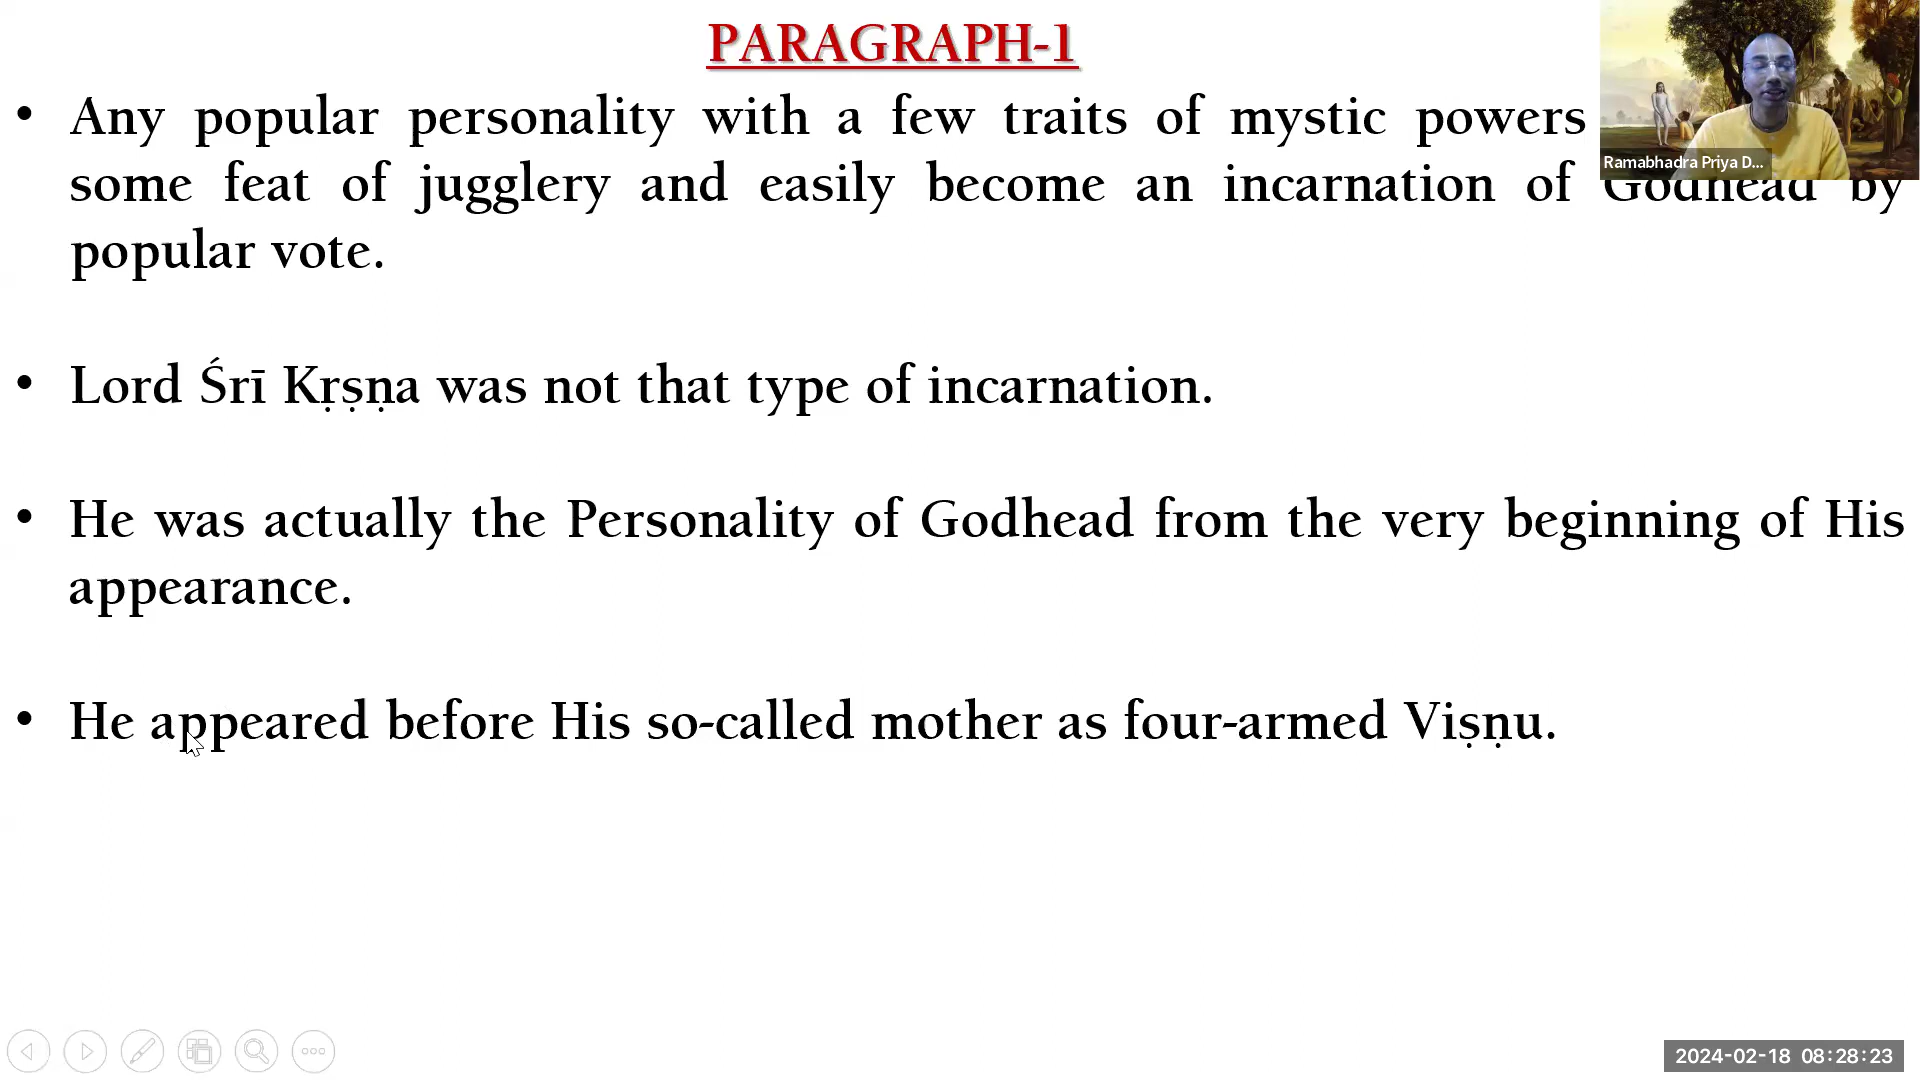 PARAGRAPH-1
• Any popular personality with a few traits of mystic powers
Ramabhadra Priya D...
some feat of jugglery and easily become an incarnation of Godhead by
popular vote.
• Lord Śrī Kṛṣṇa was not that type of incarnation.
• He was actually the Personality of Godhead from the very beginning of His
appearance.
• He appeared before His so-called mother as four-armed Viṣṇu.
2024-02-18 08:28:23